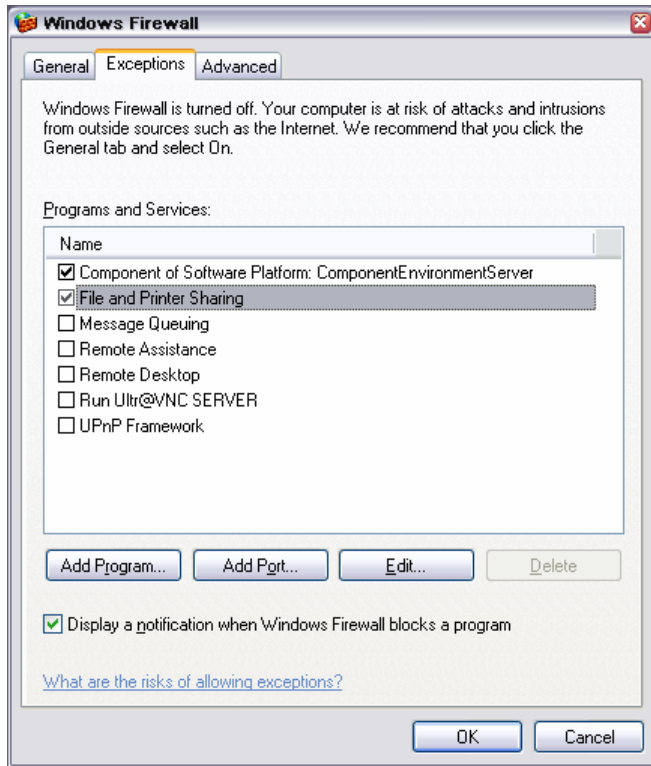 Windows Firewall
General Exceptions Advanced
Windows Firewall is turned off. Your computer is at risk of attacks and intrusions
from outside sources such as the Internet. We recommend that you click the
General tab and select On.
Programs and Services:
Name
Component of Software Platform: ComponentEnvironmentServer
File and Printer Sharing
Message Queuing
Remote Assistance
Remote Desktop
Run Ultr@VNC SERVER
UPnP Framework
Add Program... Add Port... Edit... Delete
Display a notification when Windows Firewall blocks a program
What are the risks of allowing exceptions?
OK Cancel